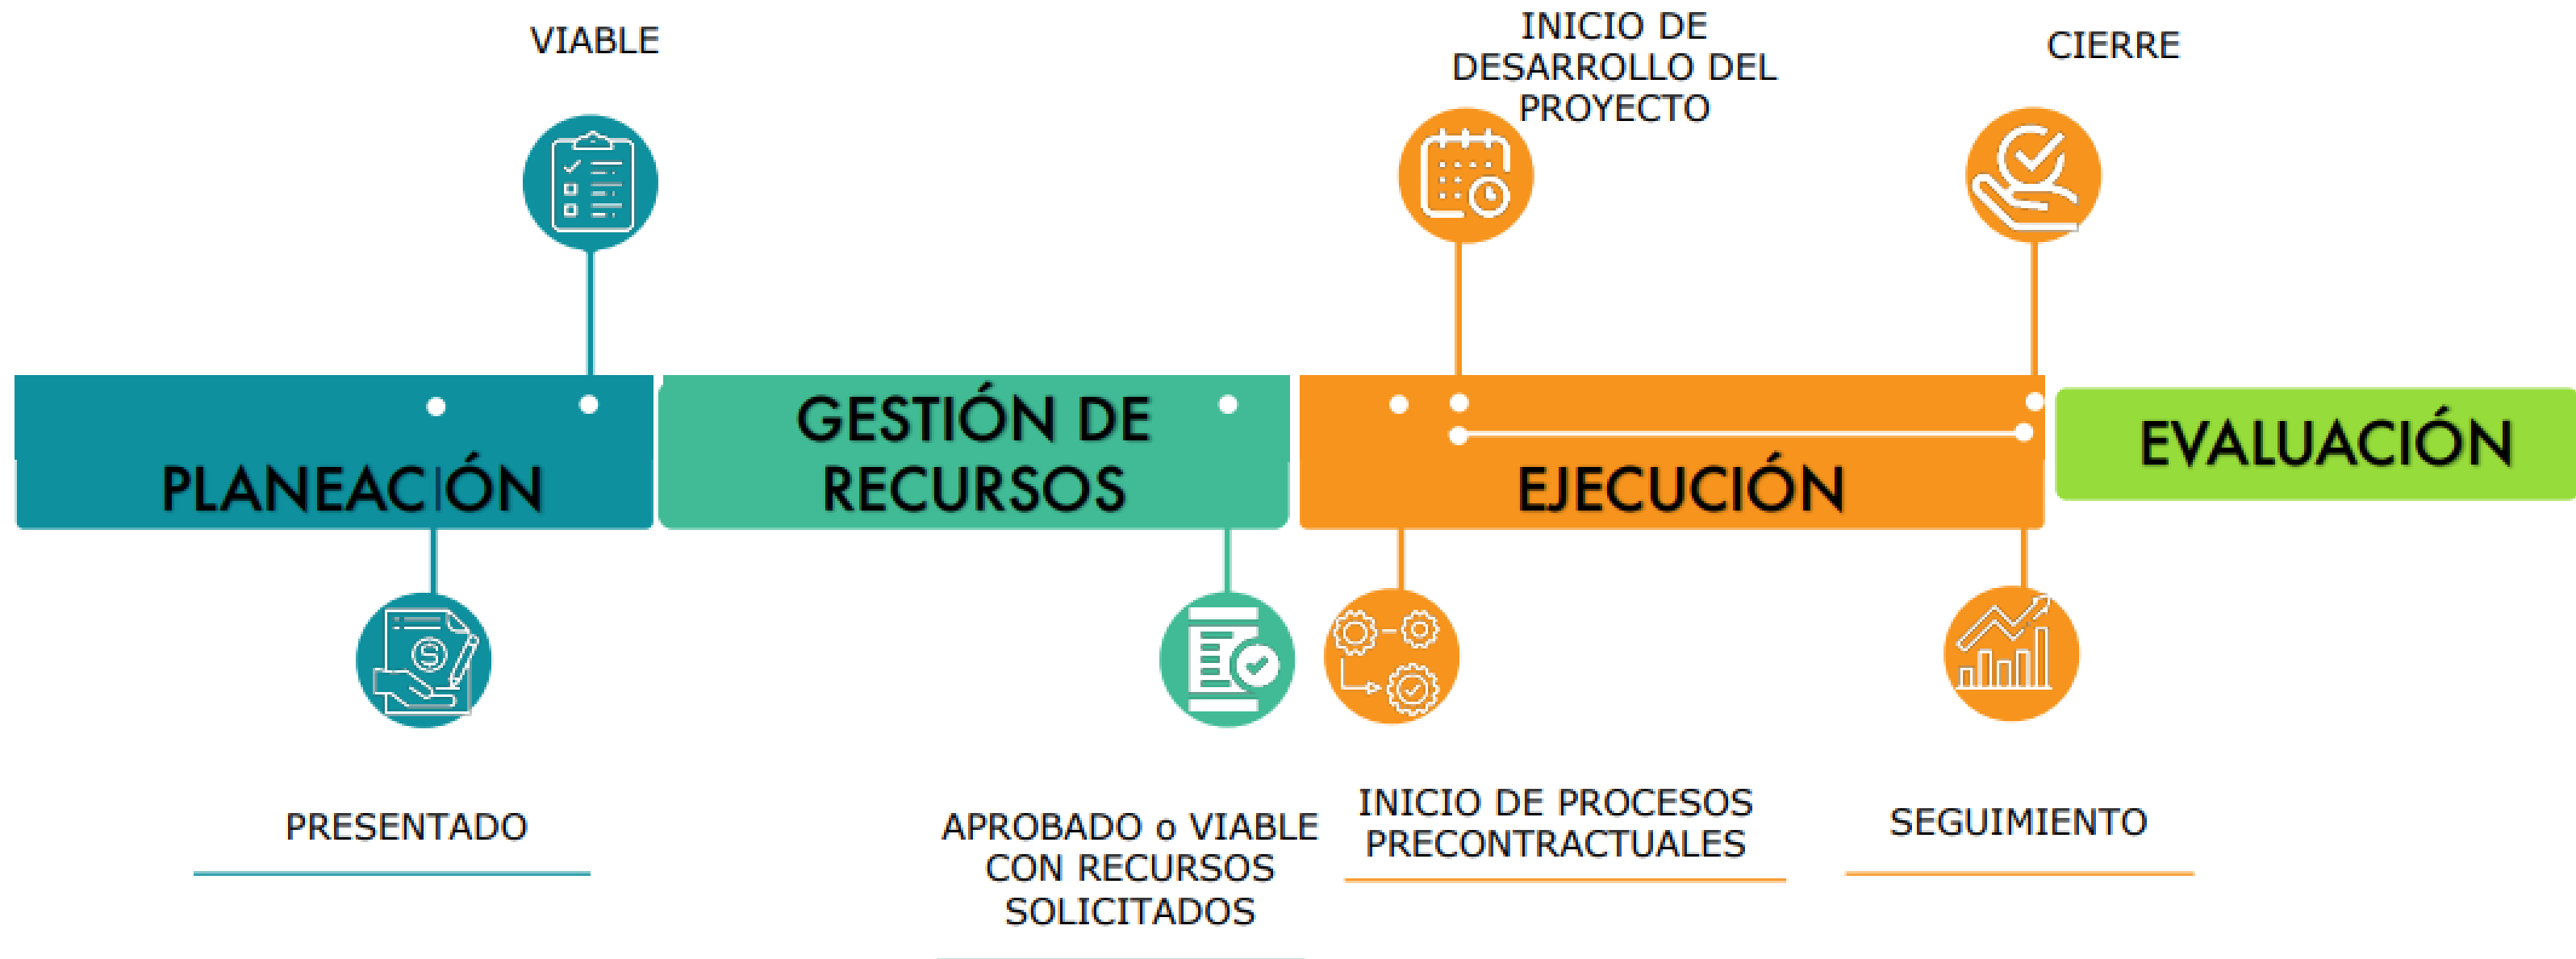 VIABLE
INICIO DE
DESARROLLO DEL
PROYECTO
CIERRE
PLANEACIÓN
GESTIÓN DE
RECURSOS
EJECUCIÓN
EVALUACIÓN
PRESENTADO
APROBADO o VIABLE
CON RECURSOS
SOLICITADOS
INICIO DE PROCESOS
PRECONTRACTUALES
SEGUIMIENTO